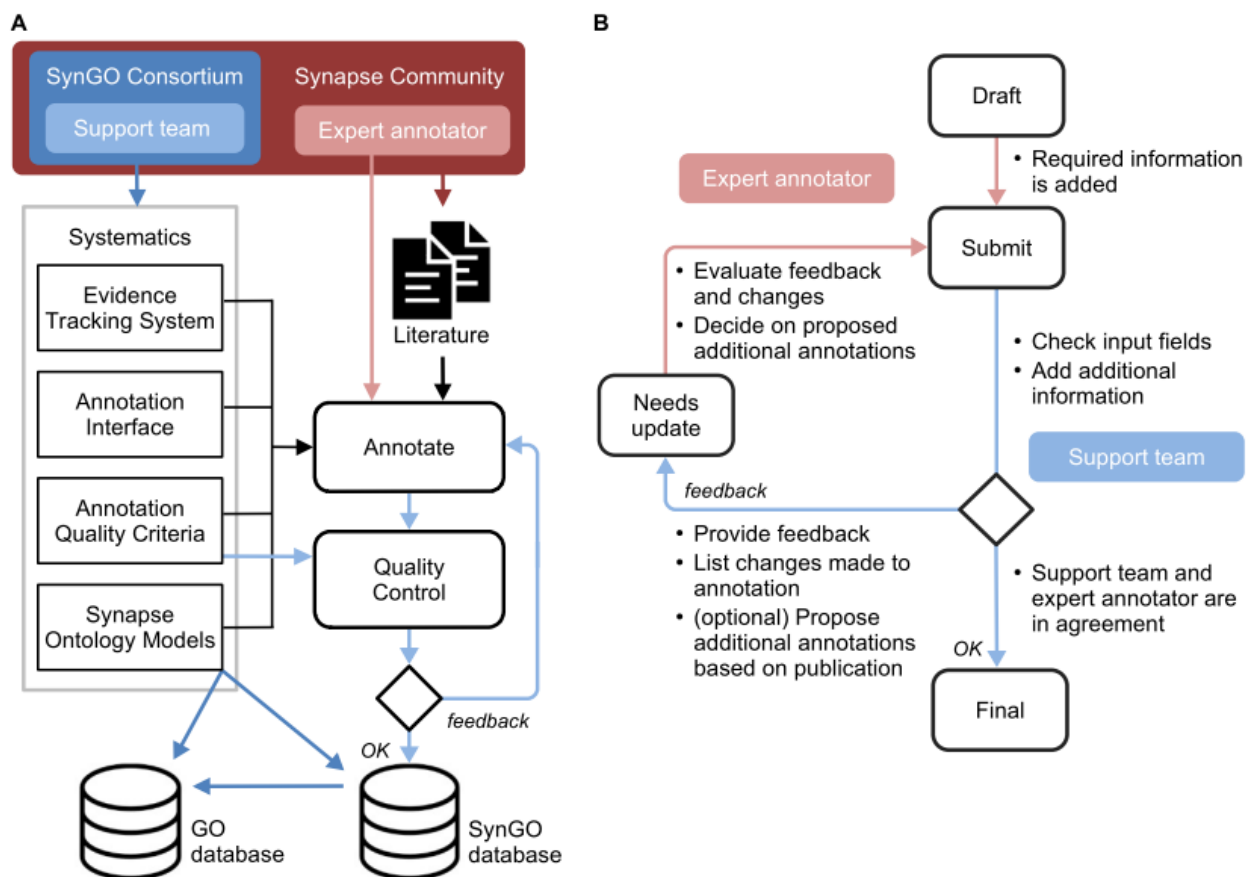 A
SynGO Consortium
Support team
Synapse Community
Expert annotator
Systematics
Evidence
Tracking System
Annotation
Interface
Annotation
Quality Criteria
Synapse
Ontology Models
Literature
Annotate
Quality
Control
feedback
OK
GO
database
SynGO
database
B
Draft
• Required information
is added
Expert annotator
Submit
• Evaluate feedback
and changes
• Decide on proposed
additional annotations
• Check input fields
• Add additional
information
Needs
update
Support team
feedback
• Provide feedback
• List changes made to
annotation
• (optional) Propose
additional annotations
based on publication
• Support team and
expert annotator are
in agreement
OK
Final